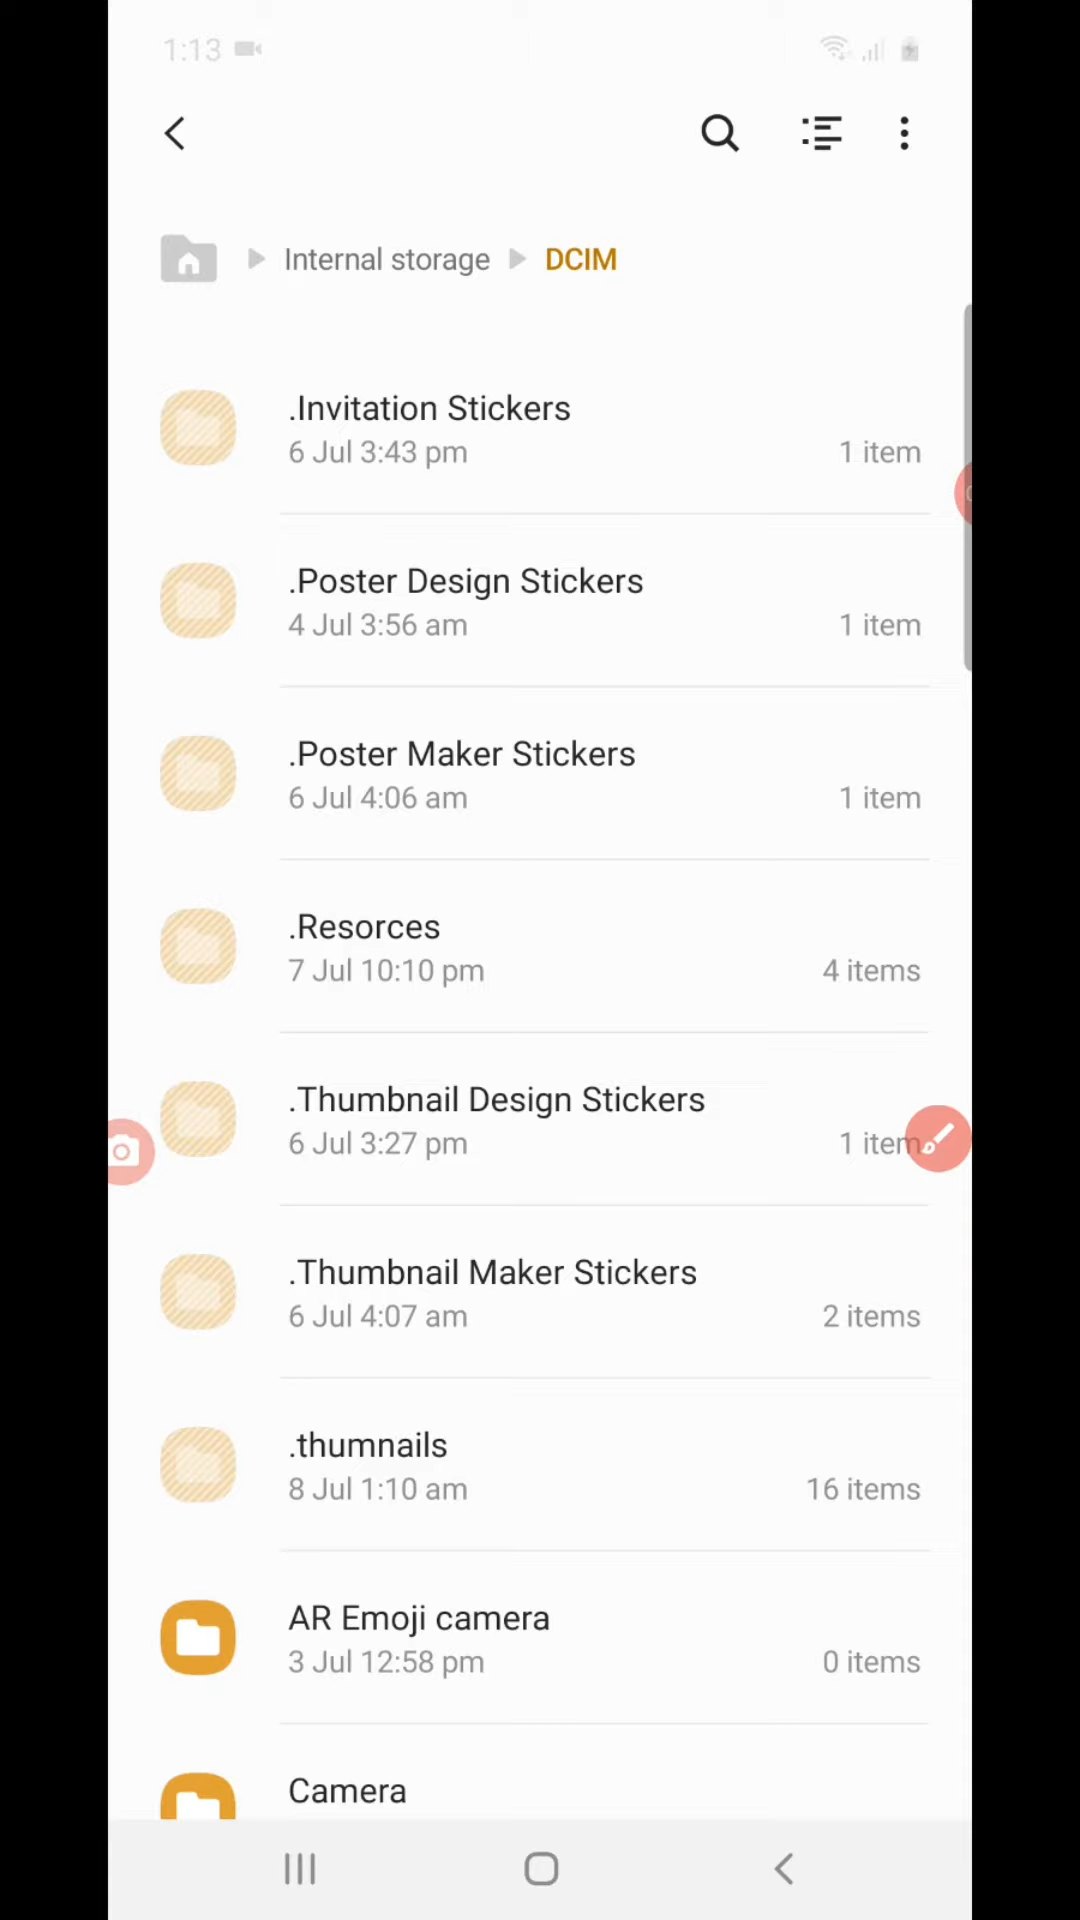 1:13
Internal storage DCIM
.Invitation Stickers
6 Jul 3:43 pm 1 item
.Poster Design Stickers
4 Jul 3:56 am 1 item
.Poster Maker Stickers
6 Jul 4:06 am 1 item
.Resorces
7 Jul 10:10 pm 4 items
.Thumbnail Design Stickers
6 Jul 3:27 pm 1 item
.Thumbnail Maker Stickers
6 Jul 4:07 am 2 items
.thumnails
8 Jul 1:10 am 16 items
AR Emoji camera
3 Jul 12:58 pm 0 items
Camera